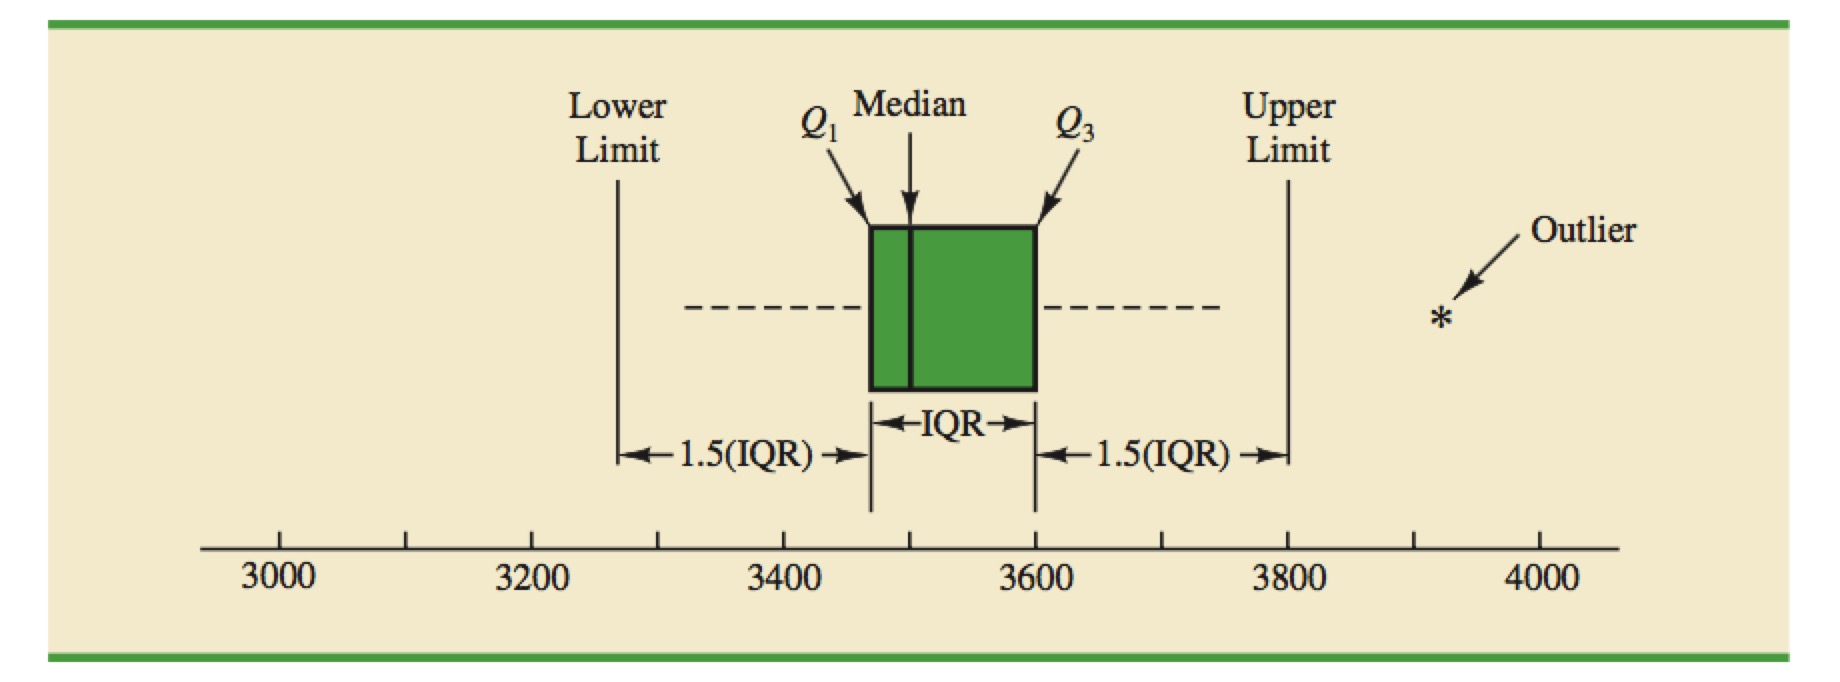 Lower
Limit
Q1
Median
Q3
Upper
Limit
Outlier
*
IQR
1.5(IQR)
1.5(IQR)
3000
3200
3400
3600
3800
4000